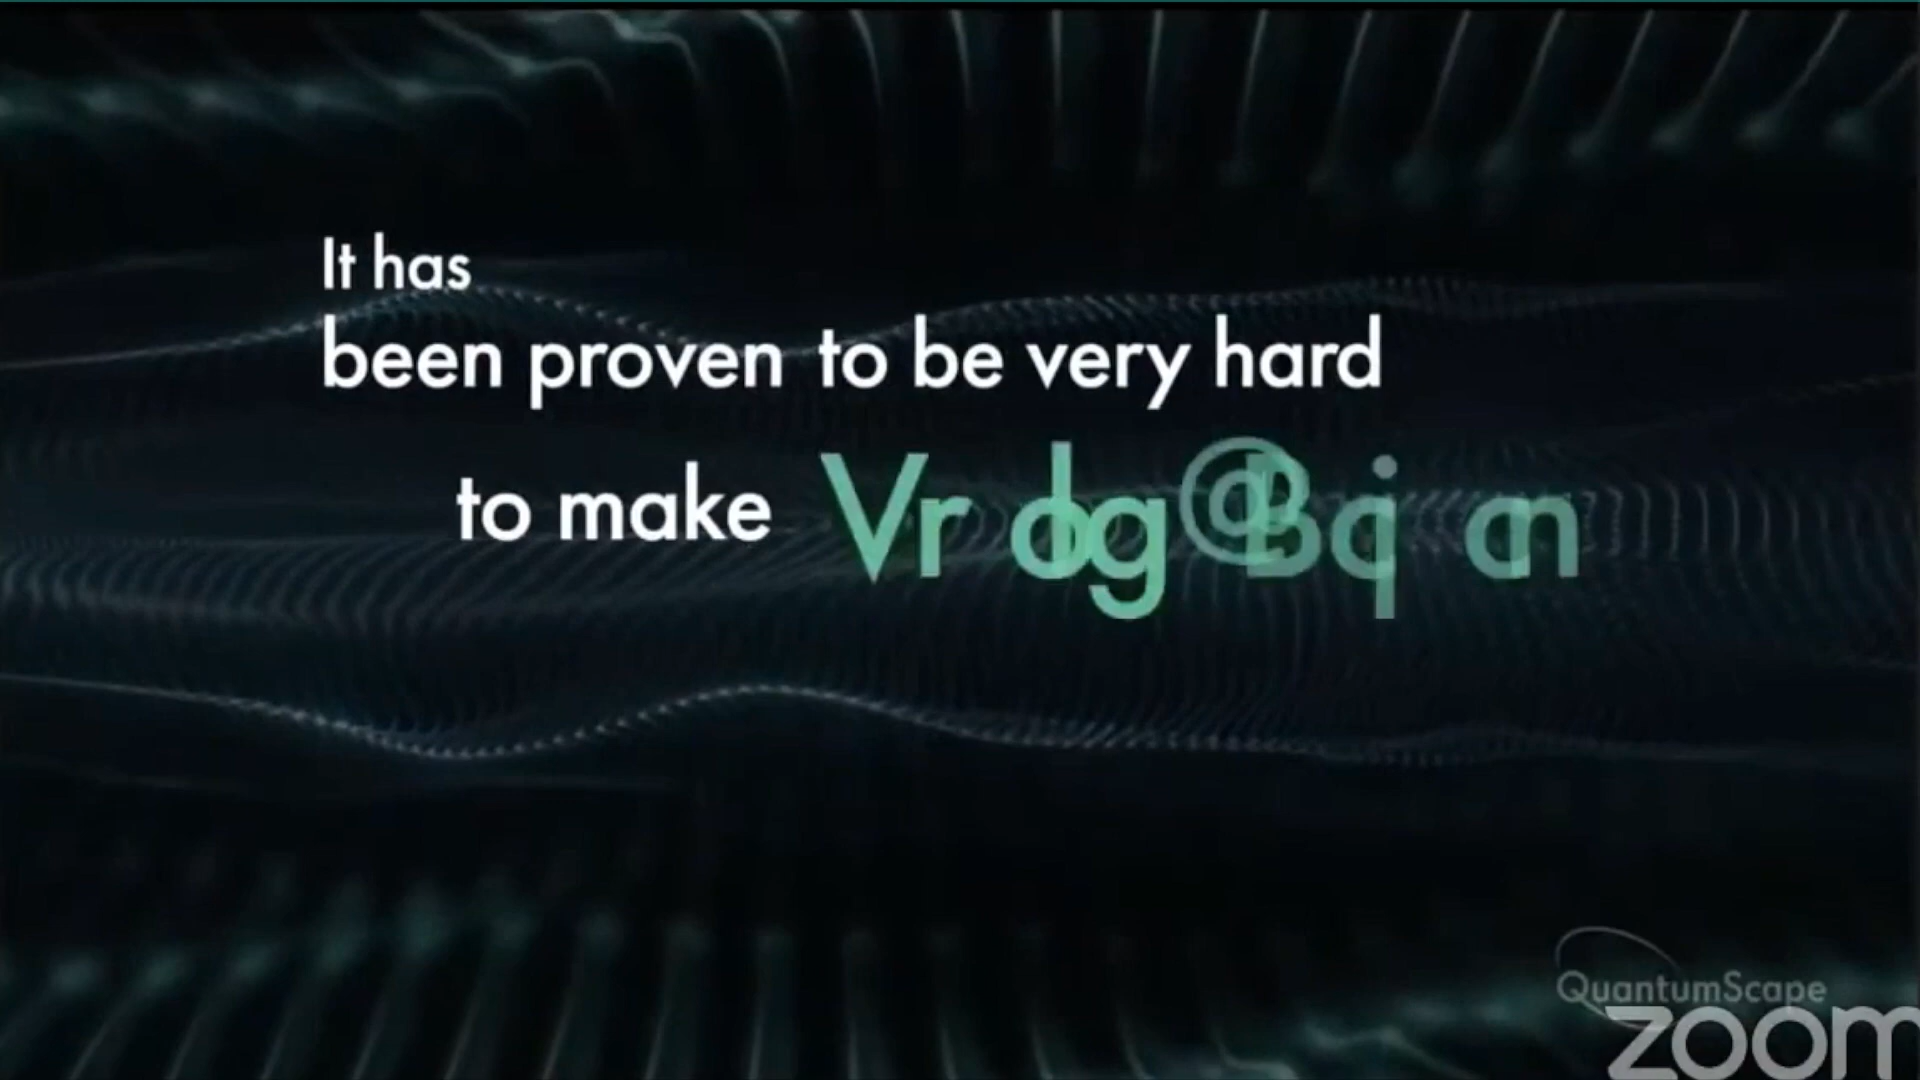 It has
been proven to be very hard
to make
QuantumScape
zoom